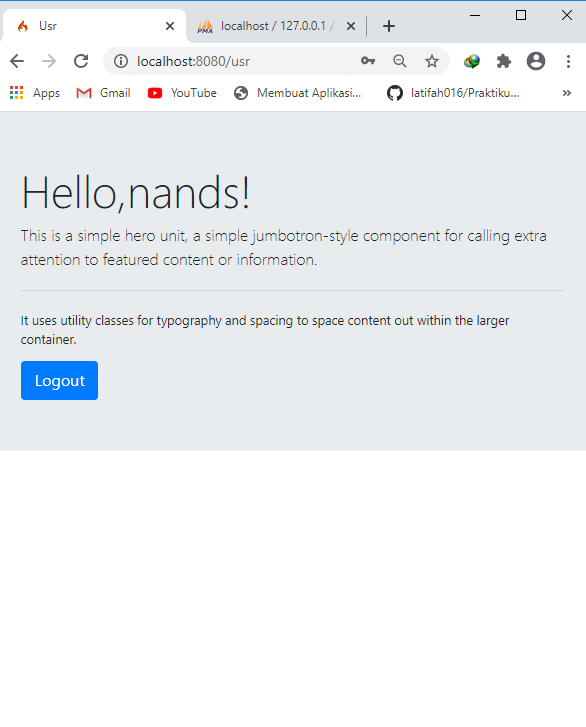 Usr
localhost / 127.0.0.1 /
localhost:8080/usr
Apps
Gmail
YouTube
Membuat Aplikasi...
latifah016/Praktiku...
»
Hello,nands!
This is a simple hero unit, a simple jumbotron-style component for calling extra
attention to featured content or information.
It uses utility classes for typography and spacing to space content out within the larger
container.
Logout